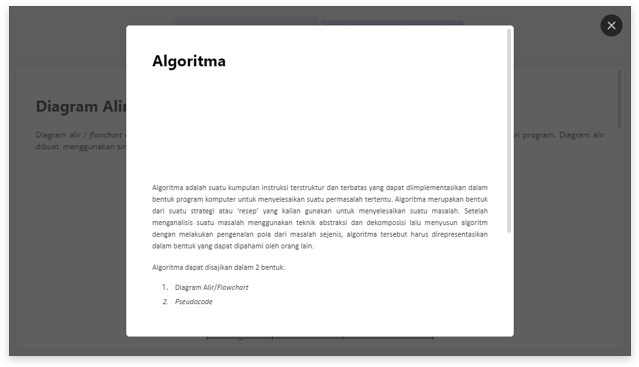 Algoritma
Diagram Alir
Diagram alir / flowchart
program. Diagram alir
dibuat menggunakan
Algoritma adalah suatu kumpulan instruksi terstruktur dan terbatas yang dapat diimplementasikan dalam
bentuk program komputer untuk menyelesaikan suatu permasalah tertentu. Algoritma merupakan bentuk
dari suatu strategi atau 'resep' yang kalian gunakan untuk menyelesaikan suatu masalah. Setelah
menganalisis suatu masalah menggunakan teknik abstraksi dan dekomposisi lalu menyusun algoritm
dengan melakukan pengenalan pola dari masalah sejenis, algoritma tersebut harus direpresentasikan
dalam bentuk yang dapat dipahami oleh orang lain.
Algoritma dapat disajikan dalam 2 bentuk:
1. Diagram Alir/Flowchart
2. Pseudocode